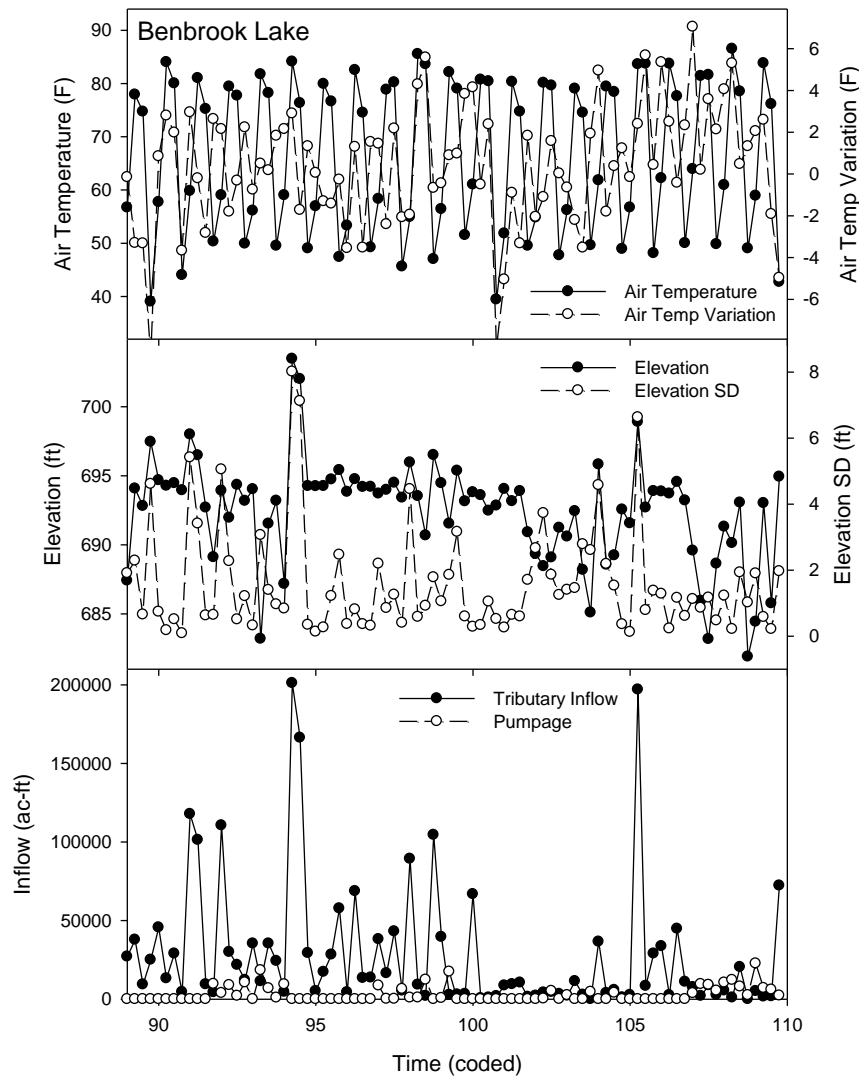 Benbrook Lake
Air Temperature (F)
90
80
70
60
50
40
Air Temp Variation (F)
6
4
2
0
-2
-4
-6
Air Temperature
Air Temp Variation
Elevation (ft)
700
695
690
685
Elevation SD (ft)
8
6
4
2
0
Elevation
Elevation SD
Inflow (ac-ft)
200000
150000
100000
50000
0
Tributary Inflow
Pumpage
90 95 100 105 110
Time (coded)